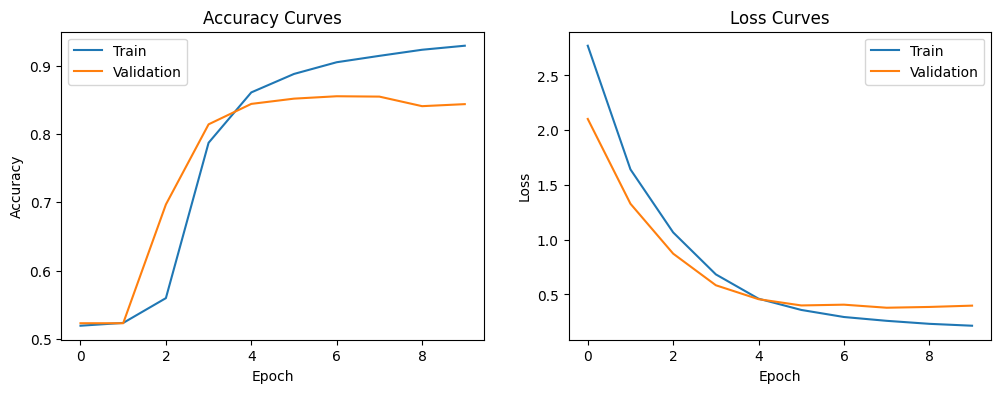 Accuracy Curves
Train
Validation
0.9
0.8
0.7
0.6
0.5
Accuracy
0 2 4 6 8
Epoch
Loss Curves
Train
Validation
2.5
2.0
1.5
1.0
0.5
Loss
0 2 4 6 8
Epoch